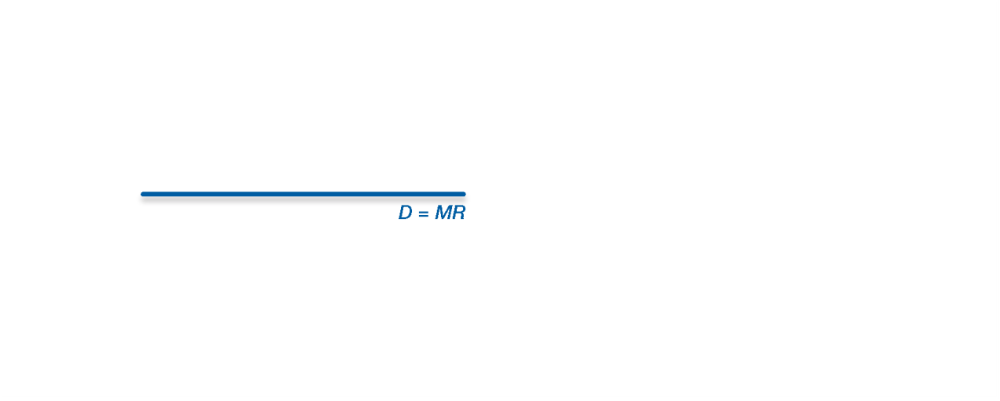 D = MR